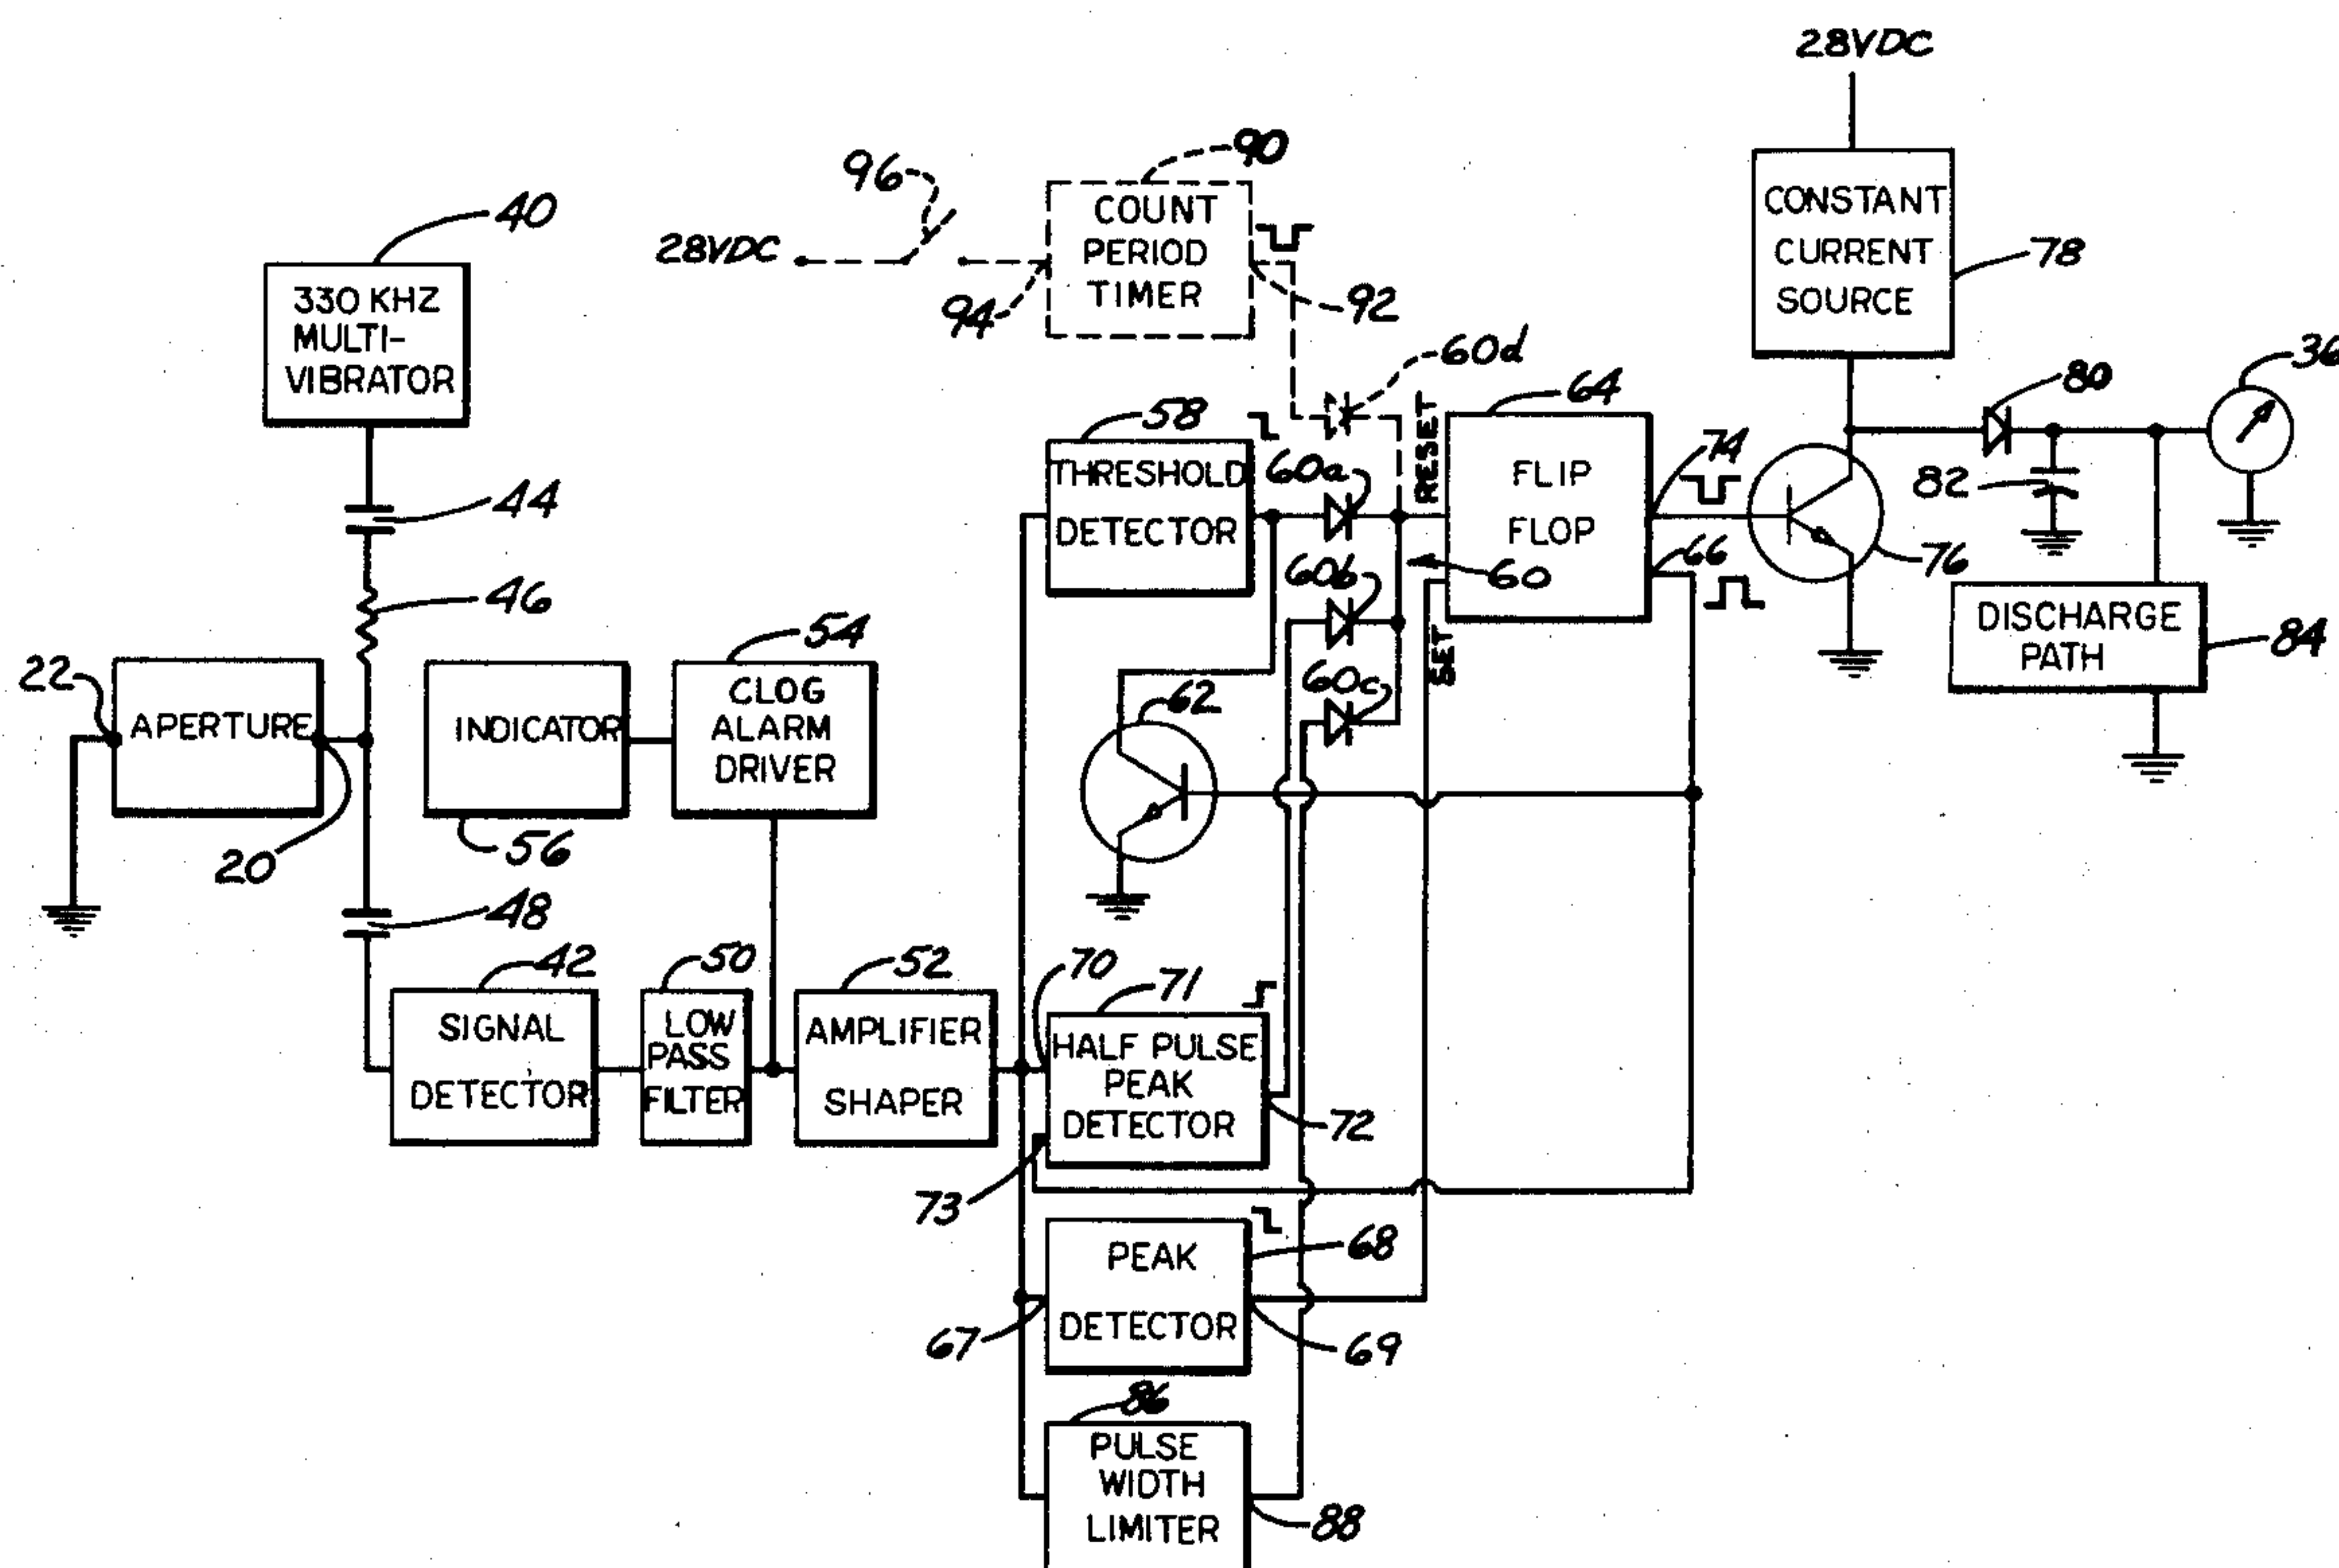 28VDC
90
96
COUNT
PERIOD
TIMER
28VDC
94
92
CONSTANT
CURRENT
SOURCE
78
40
330 KHZ
MULTI-
VIBRATOR
60d
36
80
64
58
RESET
74
THRESHOLD
DETECTOR
60a
FLIP
FLOP
82
44
76
60b
60
66
46
DISCHARGE
PATH
84
54
SET
22
APERTURE
INDICATOR
CLOG
ALARM
DRIVER
62
60c
20
56
48
42
50
52
70
71
SIGNAL
DETECTOR
LOW
PASS
FILTER
AMPLIFIER
SHAPER
HALF PULSE
PEAK
DETECTOR
72
73
68
PEAK
DETECTOR
67
69
86
PULSE
WIDTH
LIMITER
88